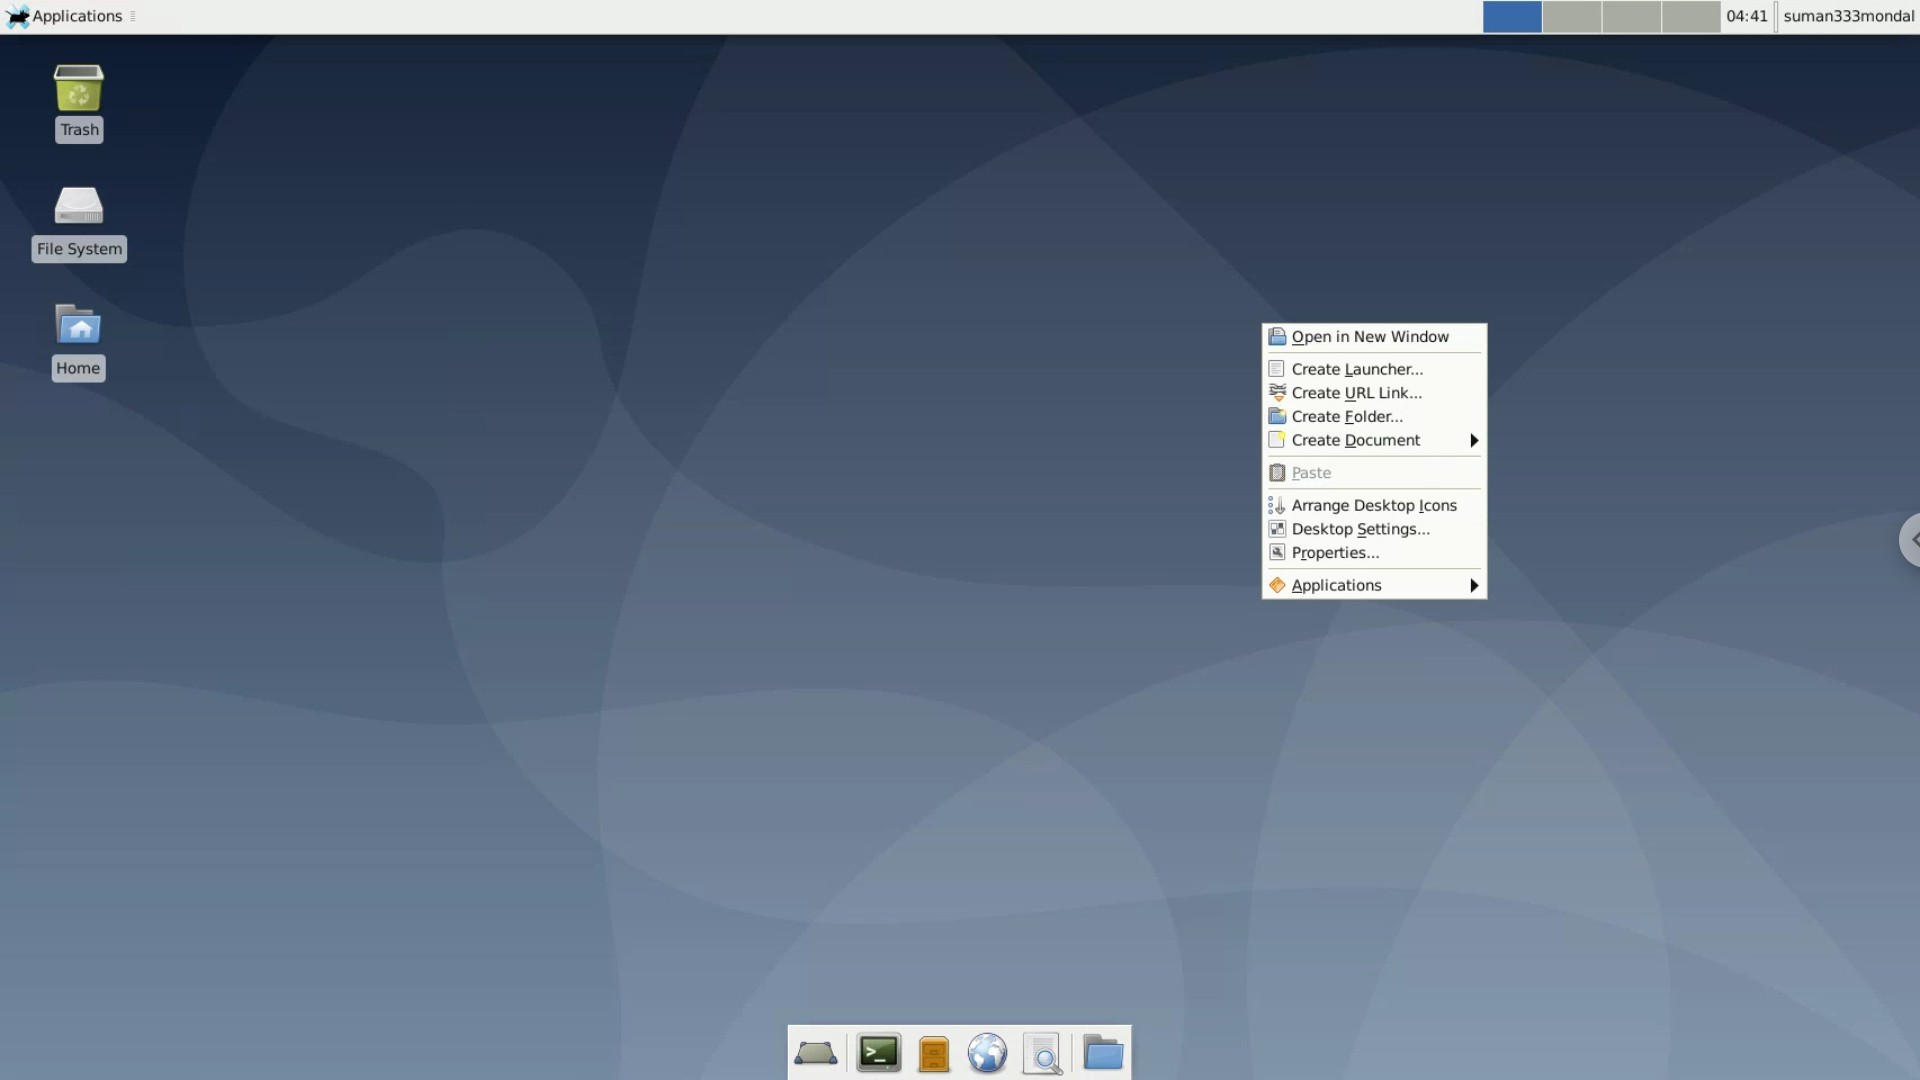 Applications
04:41
suman333mondal
Trash
File System
Home
Open in New Window
Create Launcher...
Create URL Link...
Create Folder...
Create Document
Paste
Arrange Desktop Icons
Desktop Settings...
Properties...
Applications
>_